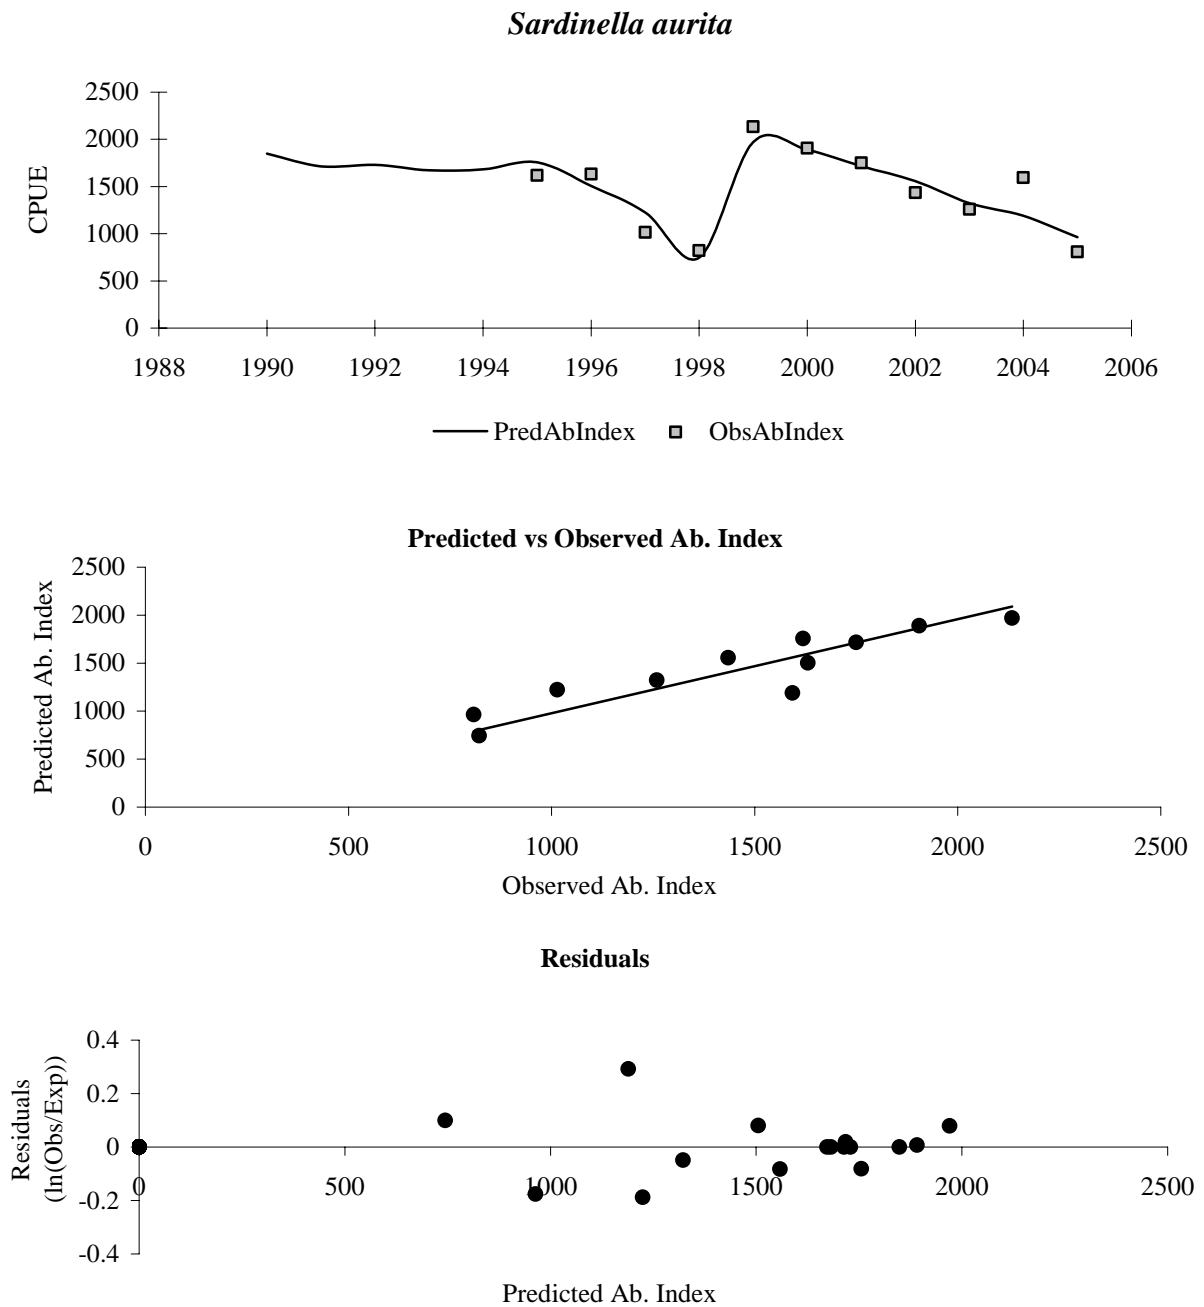 Sardinella aurita
2500
2000
1500
1000
500
0
CPUE
1988 1990 1992 1994 1996 1998 2000 2002 2004 2006
PredAbIndex ObsAbIndex
Predicted vs Observed Ab. Index
2500
2000
1500
1000
500
0
Predicted Ab. Index
0 500 1000 1500 2000 2500
Observed Ab. Index
Residuals
0.4
0.2
0
-0.2
-0.4
Residuals
(ln(Obs/Exp))
0 500 1000 1500 2000 2500
Predicted Ab. Index